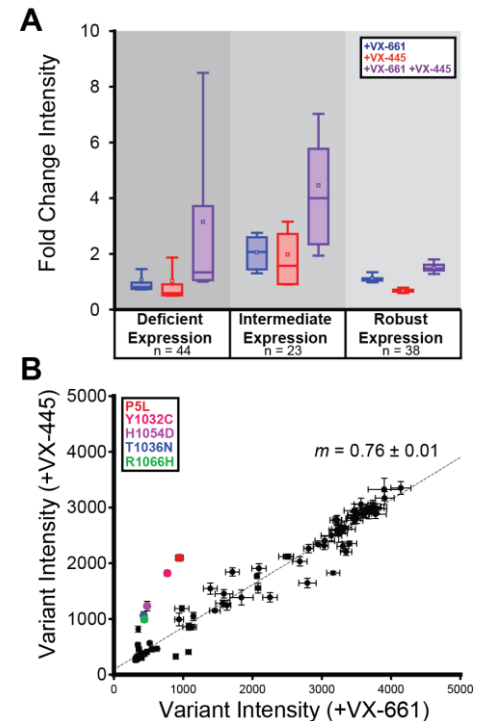 A
10
8
6
4
2
0
Fold Change Intensity
+VX-661
+VX-445
+VX-661 +VX-445
Deficient
Expression
n = 44
Intermediate
Expression
n = 23
Robust
Expression
n = 38
B
5000
4000
3000
2000
1000
0
Variant Intensity (+VX-445)
P5L
Y1032C
H1054D
T1036N
R1066H
m = 0.76 ± 0.01
0
1000
2000
3000
4000
5000
Variant Intensity (+VX-661)